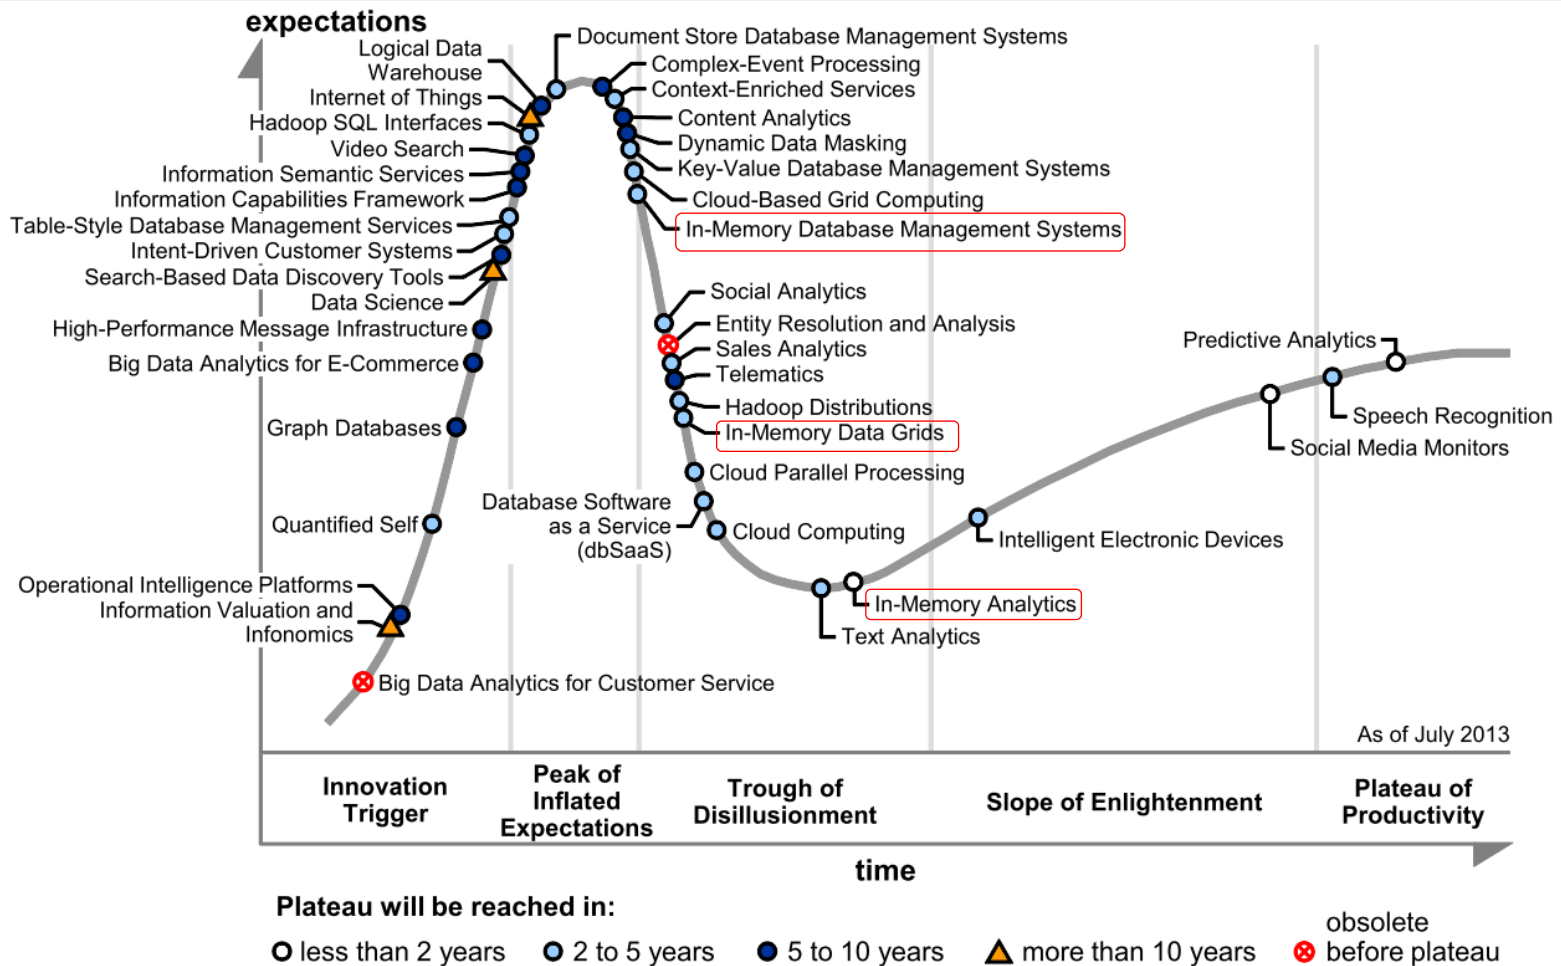 expectations
Logical Data
Warehouse
Internet of Things
Hadoop SQL Interfaces
Video Search
Information Semantic Services
Information Capabilities Framework
Table-Style Database Management Services
Intent-Driven Customer Systems
Search-Based Data Discovery Tools
Data Science
High-Performance Message Infrastructure
Big Data Analytics for E-Commerce
Graph Databases
Quantified Self
Operational Intelligence Platforms
Information Valuation and
Infonomics
Big Data Analytics for Customer Service
Document Store Database Management Systems
Complex-Event Processing
Context-Enriched Services
Content Analytics
Dynamic Data Masking
Key-Value Database Management Systems
Cloud-Based Grid Computing
In-Memory Database Management Systems
Social Analytics
Entity Resolution and Analysis
Sales Analytics
Telematics
Hadoop Distributions
In-Memory Data Grids
Cloud Parallel Processing
Database Software
as a Service
(dbSaaS)
Cloud Computing
In-Memory Analytics
Text Analytics
Intelligent Electronic Devices
Predictive Analytics
Speech Recognition
Social Media Monitors
As of July 2013
Innovation
Trigger
Peak of
Inflated
Expectations
Trough of
Disillusionment
Slope of Enlightenment
Plateau of
Productivity
time
Plateau will be reached in:
less than 2 years
2 to 5 years
5 to 10 years
more than 10 years
obsolete
before plateau